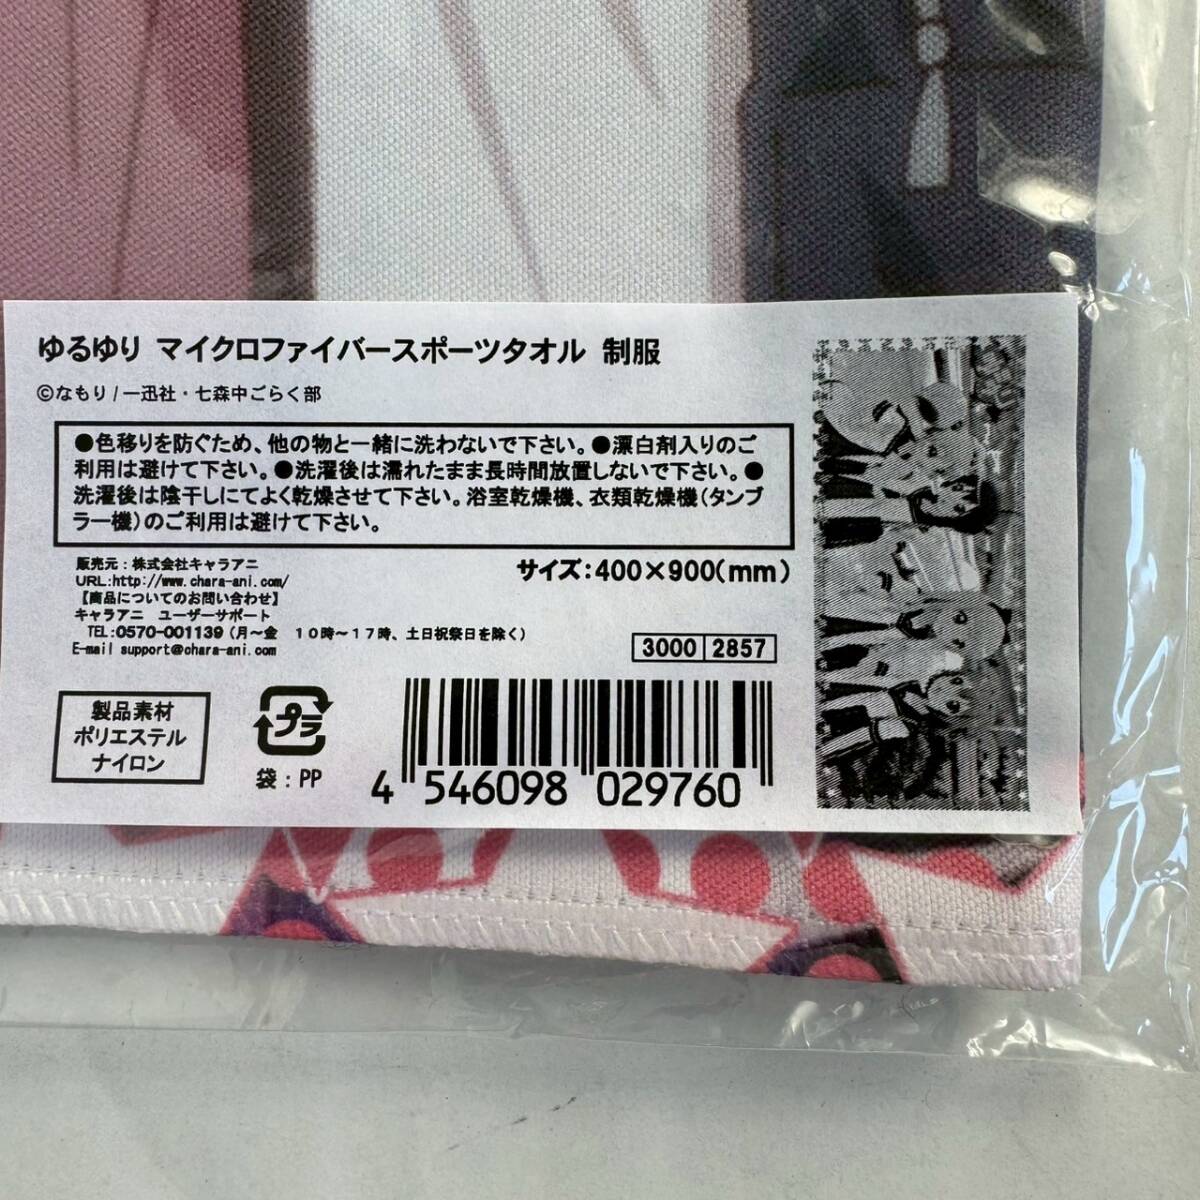 ゆるゆり マイクロファイバースポーツタオル 制服
©なもり/一迅社・七森中ごらく部
●色移りを防ぐため、他の物と一緒に洗わないで下さい。●漂白剤入りのご
利用は避けて下さい。●洗濯後は濡れたまま長時間放置しないで下さい。●
洗濯後は陰干しにてよく乾燥させて下さい。浴室乾燥機、衣類乾燥機(タンブ
ラー機)のご利用は避けて下さい。
販売元:株式会社キャラアニ
URL:http://www.chara-ani.com/
【商品についてのお問い合わせ】
キャラアニ ユーザーサポート
TEL:0570-001139(月~金 10時~17時、土日祝祭日を除く)
E-mail support@chara-ani.com
サイズ:400×900(mm)
3000 2857
製品素材
ポリエステル
ナイロン
プラ
袋:PP
4 546098 029760